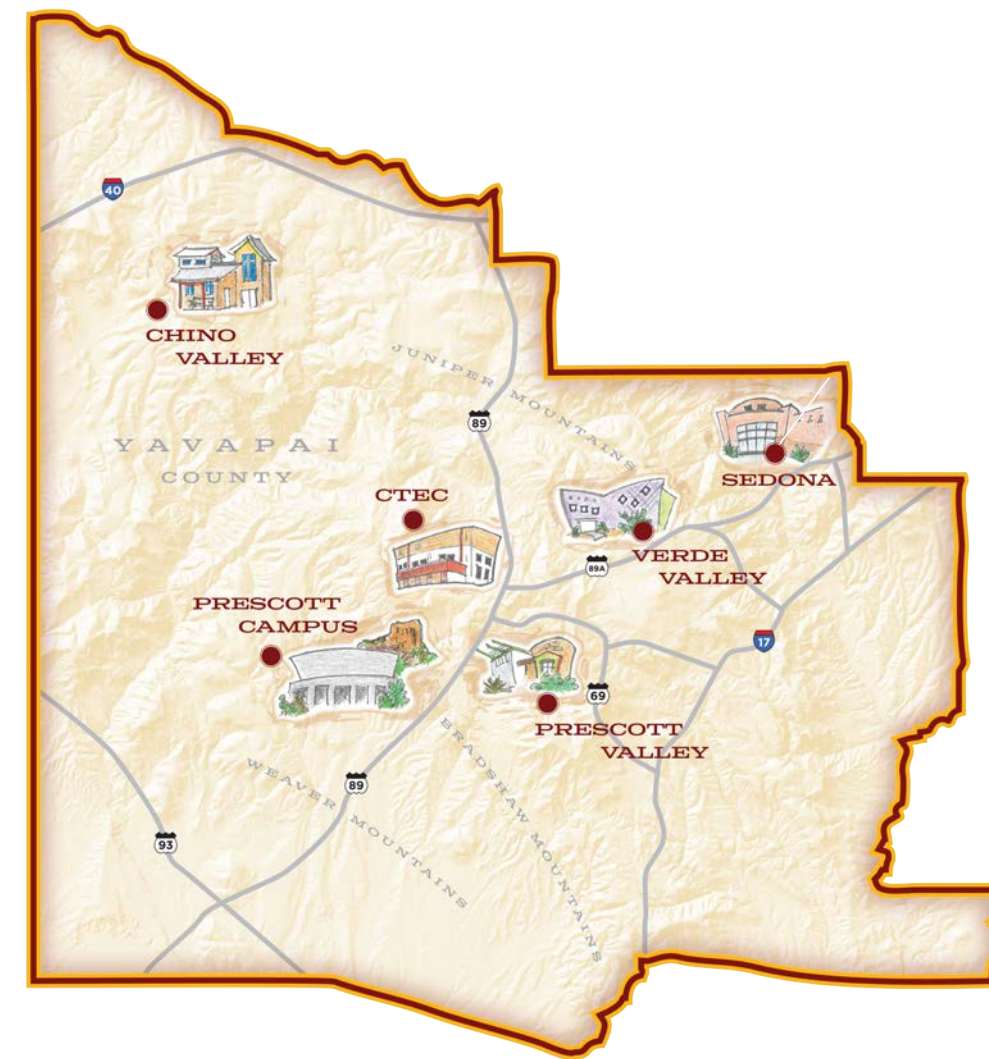 40
CHINO
VALLEY
JUNIPER MOUNTAINS
89
YAVAPAI
COUNTY
SEDONA
CTEC
VERDE
VALLEY
89A
PRESCOTT
CAMPUS
17
69
PRESCOTT
VALLEY
BRADSHAW MOUNTAINS
WEAVER MOUNTAINS
89
93